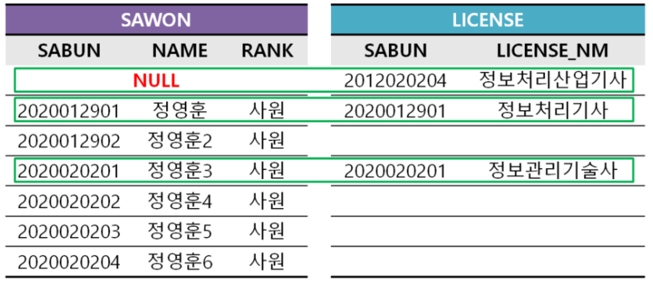 SAWON LICENSE
SABUN NAME RANK SABUN LICENSE_NM
NULL 2012020204 정보처리산업기사
2020012901 정영훈 사원 2020012901 정보처리기사
2020012902 정영훈2 사원
2020020201 정영훈3 사원 2020020201 정보관리기술사
2020020202 정영훈4 사원
2020020203 정영훈5 사원
2020020204 정영훈6 사원